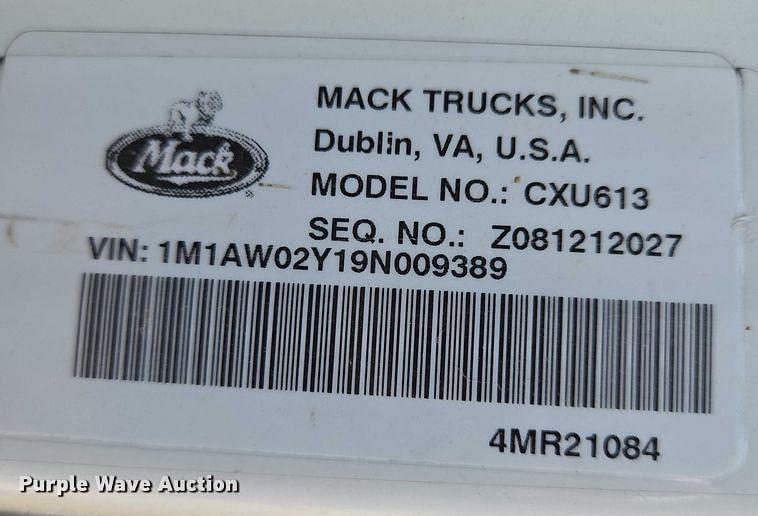 Mack
MACK TRUCKS, INC.
Dublin, VA, U.S.A.
MODEL NO.: CXU613
SEQ. NO.: Z081212027
VIN: 1M1AW02Y19N009389
4MR21084
Purple Wave Auction